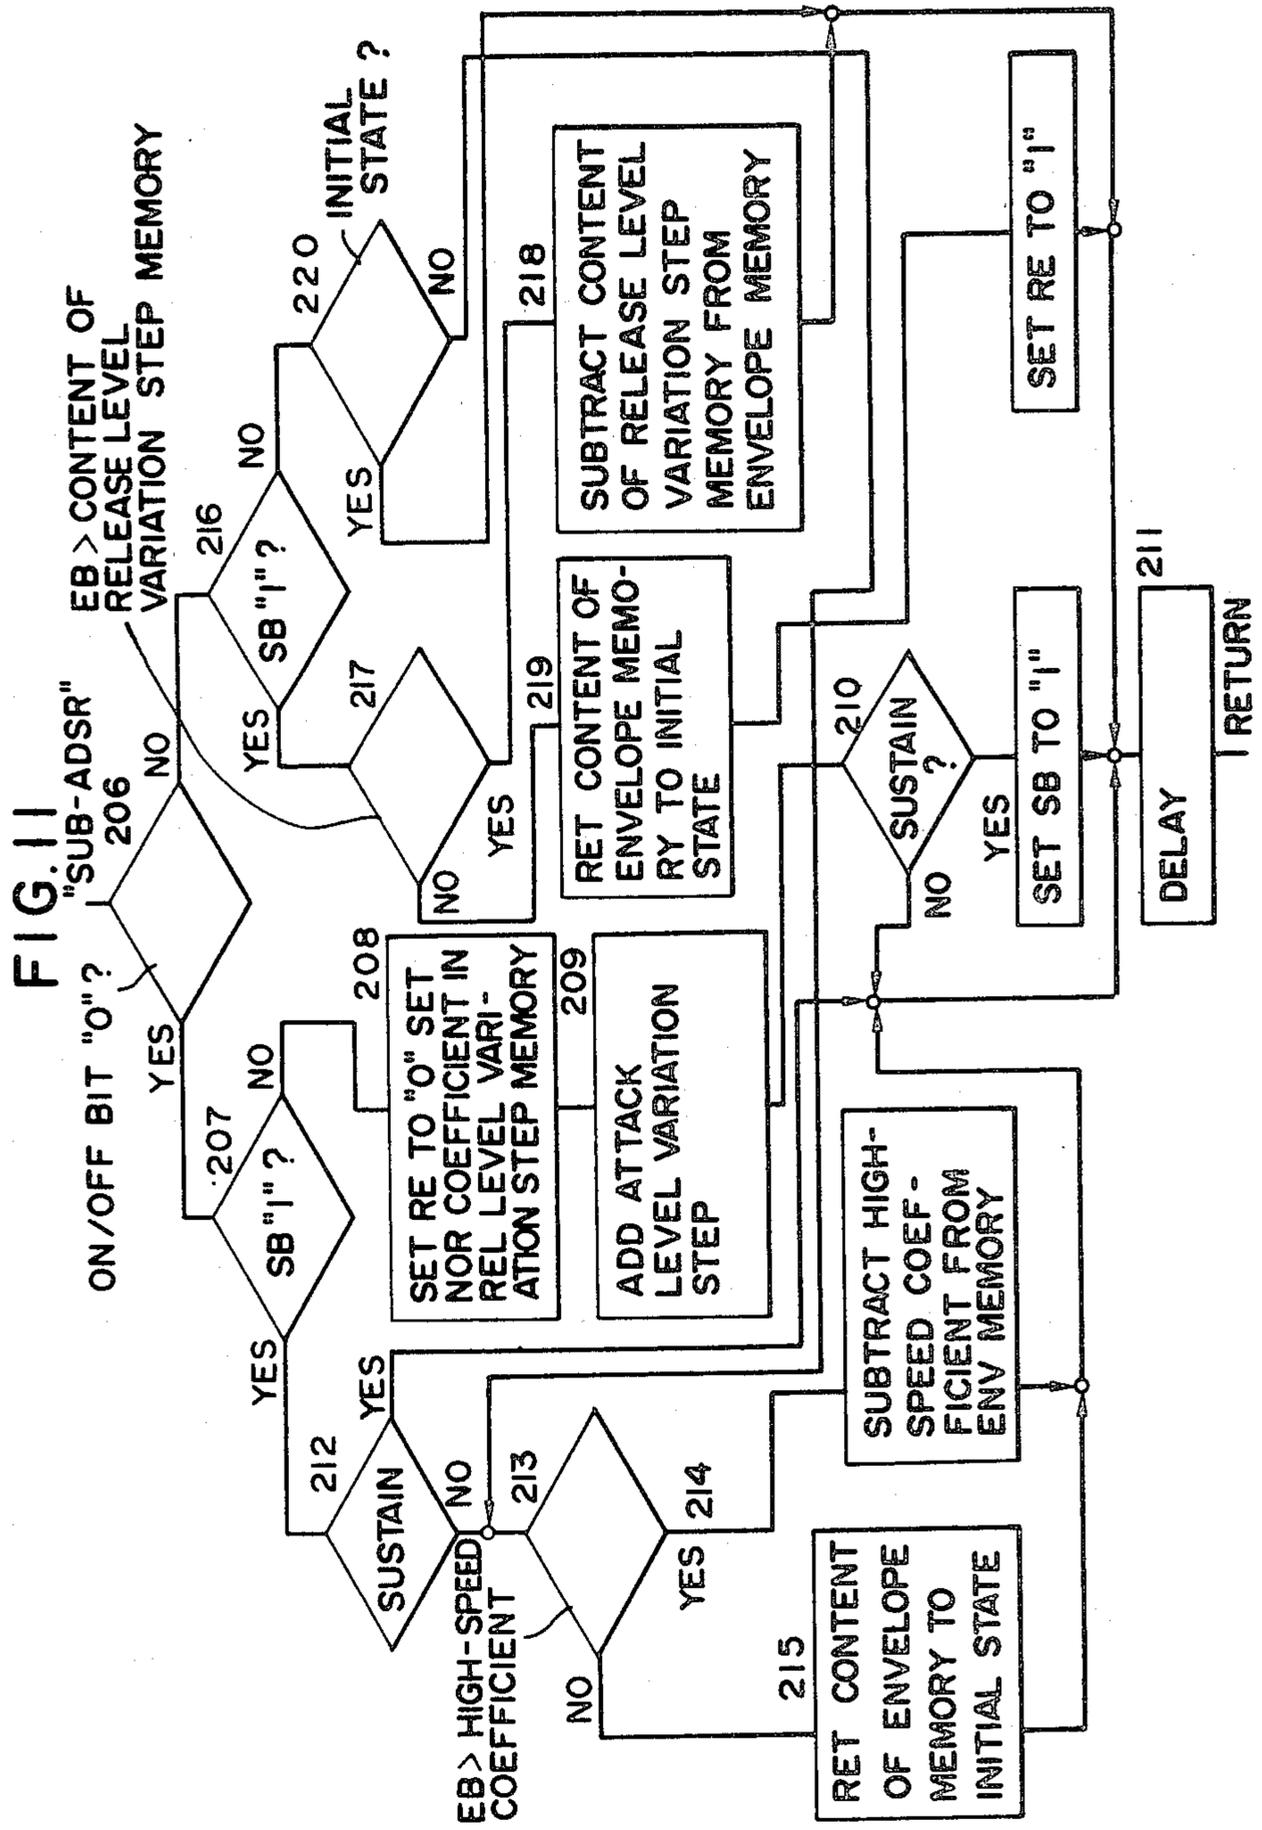 FIG. 11
"SUB-ADSR"
206
ON/OFF BIT "0"?
YES
NO
207
SB "1"?
YES
NO
216
SB "1"?
YES
NO
EB > CONTENT OF
RELEASE LEVEL
VARIATION STEP MEMORY
212
SUSTAIN
YES
NO
208
SET RE TO "0" SET
NOR COEFFICIENT IN
REL LEVEL VARI-
ATION STEP MEMORY
217
NO
YES
220
INITIAL
STATE ?
YES
NO
EB > HIGH-SPEED
COEFFICIENT
213
NO
YES
214
209
ADD ATTACK
LEVEL VARIATION
STEP
219
RET CONTENT OF
ENVELOPE MEMO-
RY TO INITIAL
STATE
218
SUBTRACT CONTENT
OF RELEASE LEVEL
VARIATION STEP
MEMORY FROM
ENVELOPE MEMORY
215
RET CONTENT
OF ENVELOPE
MEMORY TO
INITIAL STATE
SUBTRACT HIGH-
SPEED COEF-
FICIENT FROM
ENV MEMORY
210
SUSTAIN
?
NO
YES
SET SB TO "1"
SET RE TO "1"
211
DELAY
RETURN